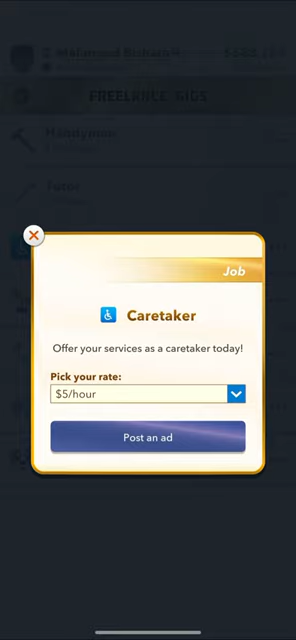 FREELANCE GIGS
Handyman
Tutor
Job
Caretaker
Offer your services as a caretaker today!
Pick your rate:
$5/hour
Post an ad